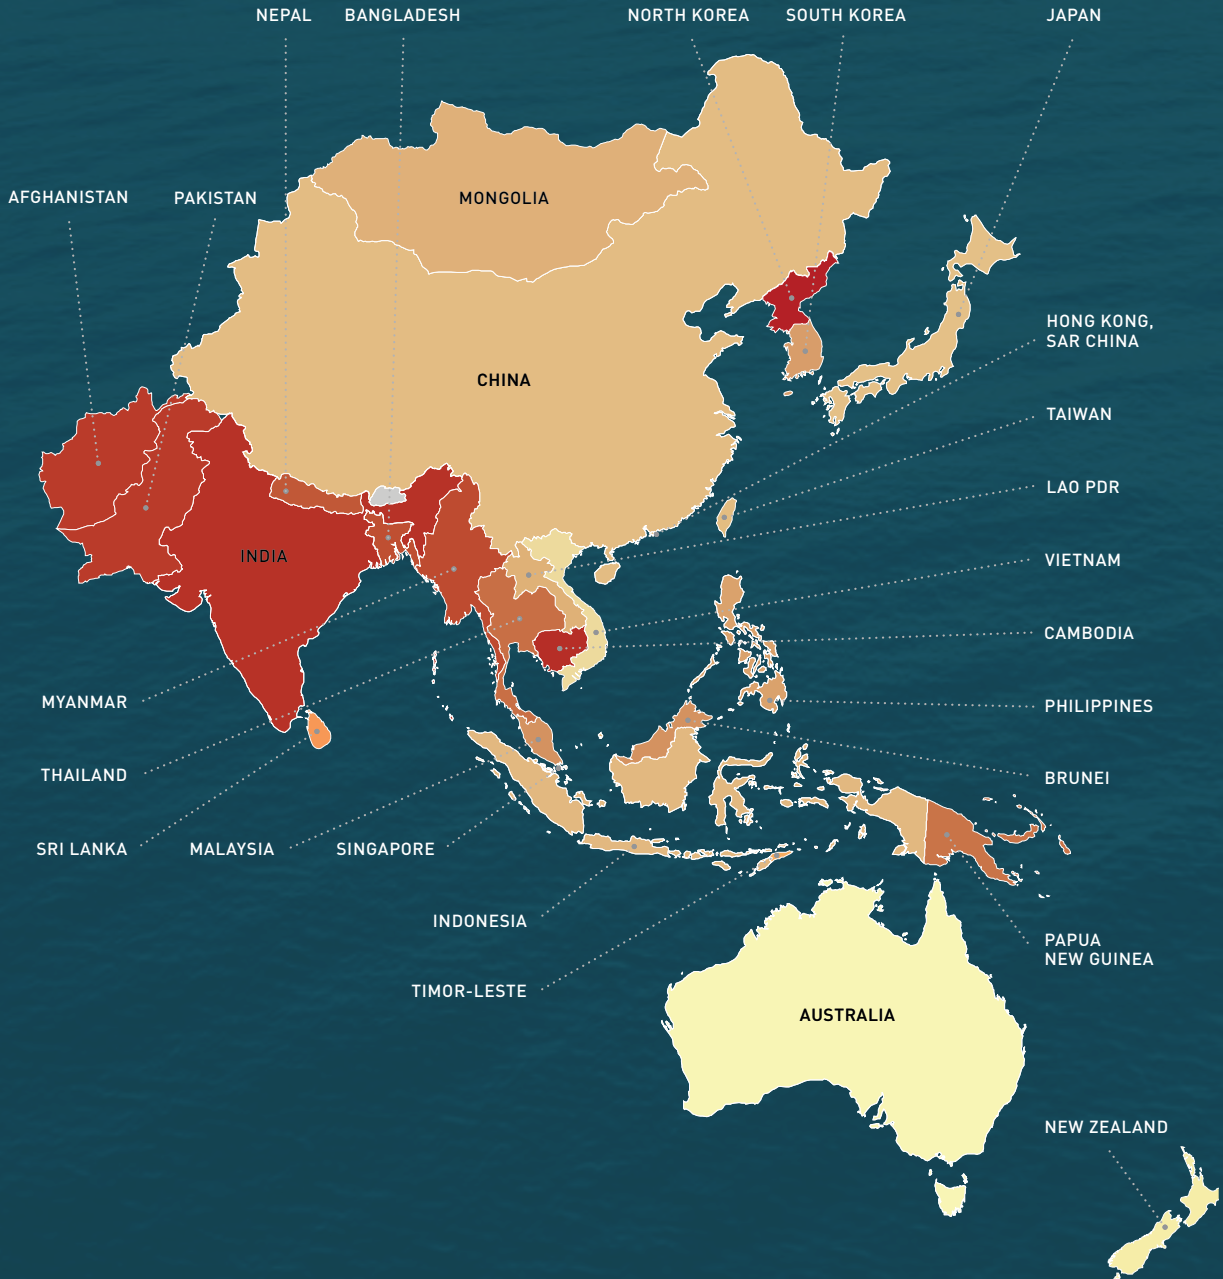 NEPAL
BANGLADESH
NORTH KOREA
SOUTH KOREA
JAPAN
AFGHANISTAN
PAKISTAN
MONGOLIA
HONG KONG,
SAR CHINA
CHINA
TAIWAN
LAO PDR
INDIA
VIETNAM
CAMBODIA
MYANMAR
PHILIPPINES
THAILAND
BRUNEI
SRI LANKA
MALAYSIA
SINGAPORE
INDONESIA
PAPUA
NEW GUINEA
TIMOR-LESTE
AUSTRALIA
NEW ZEALAND